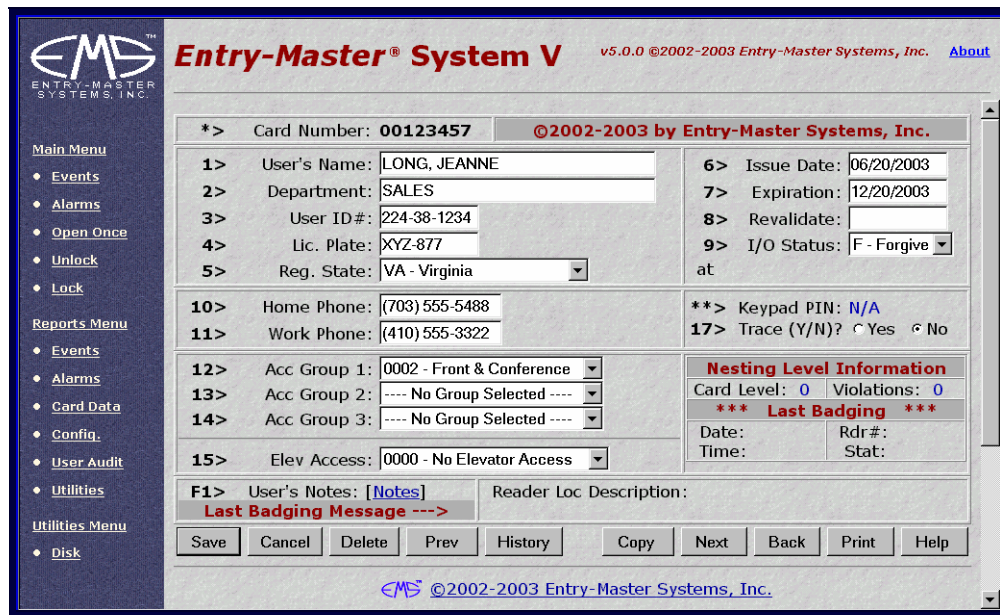 EMS™
ENTRY-MASTER
SYSTEMS, INC.
Entry-Master® System V v5.0.0 ©2002-2003 Entry-Master Systems, Inc. About
Main Menu
• Events
• Alarms
• Open Once
• Unlock
• Lock
Reports Menu
• Events
• Alarms
• Card Data
• Config.
• User Audit
• Utilities
Utilities Menu
• Disk
*> Card Number: 00123457 ©2002-2003 by Entry-Master Systems, Inc.
1> User's Name: LONG, JEANNE
2> Department: SALES
3> User ID#: 224-38-1234
4> Lic. Plate: XYZ-877
5> Reg. State: VA - Virginia
6> Issue Date: 06/20/2003
7> Expiration: 12/20/2003
8> Revalidate:
9> I/O Status: F - Forgive
at
10> Home Phone: (703) 555-5488
11> Work Phone: (410) 555-3322
**> Keypad PIN: N/A
17> Trace (Y/N)? Yes No
12> Acc Group 1: 0002 - Front & Conference
13> Acc Group 2: ---- No Group Selected ----
14> Acc Group 3: ---- No Group Selected ----
15> Elev Access: 0000 - No Elevator Access
Nesting Level Information
Card Level: 0 Violations: 0
*** Last Badging ***
Date: Rdr#:
Time: Stat:
F1> User's Notes: [Notes] Reader Loc Description:
Last Badging Message --->
Save Cancel Delete Prev History Copy Next Back Print Help
EMS™ ©2002-2003 Entry-Master Systems, Inc.